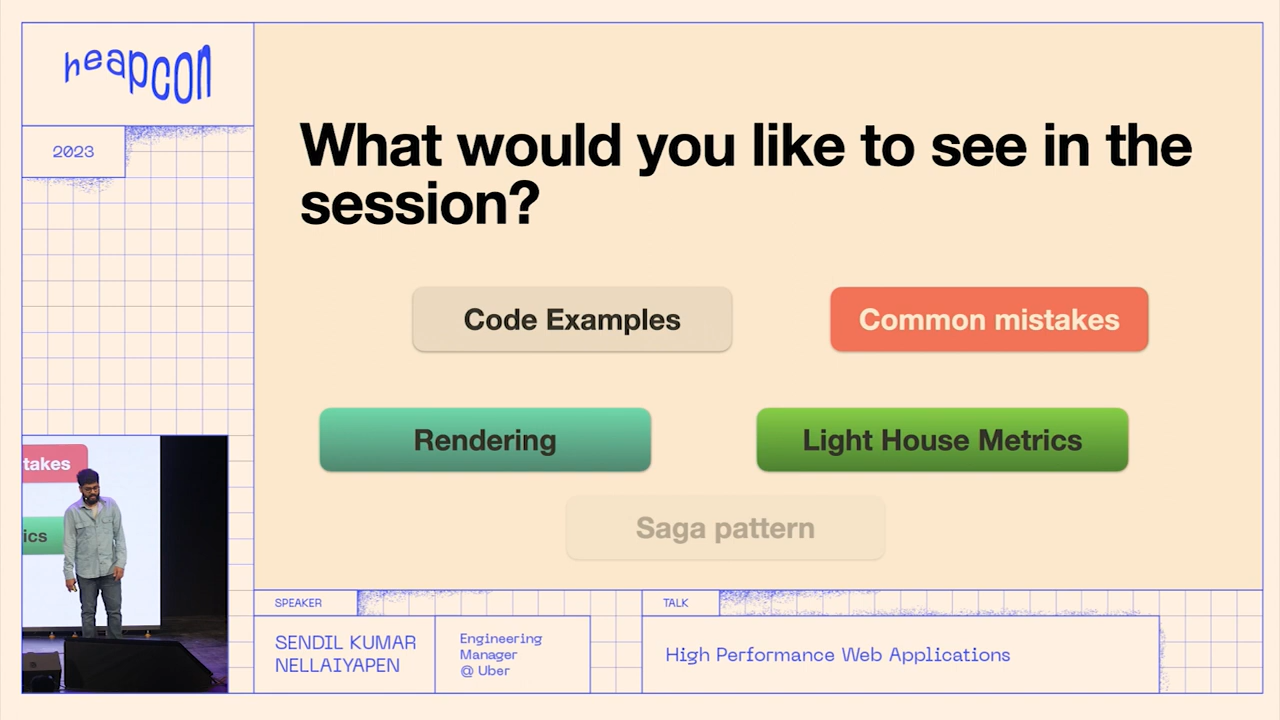 heapcon
2023
What would you like to see in the
session?
Code Examples
Common mistakes
Rendering
Light House Metrics
Saga pattern
takes
ics
SPEAKER
SENDIL KUMAR
NELLAIYAPEN
Engineering
Manager
@ Uber
TALK
High Performance Web Applications